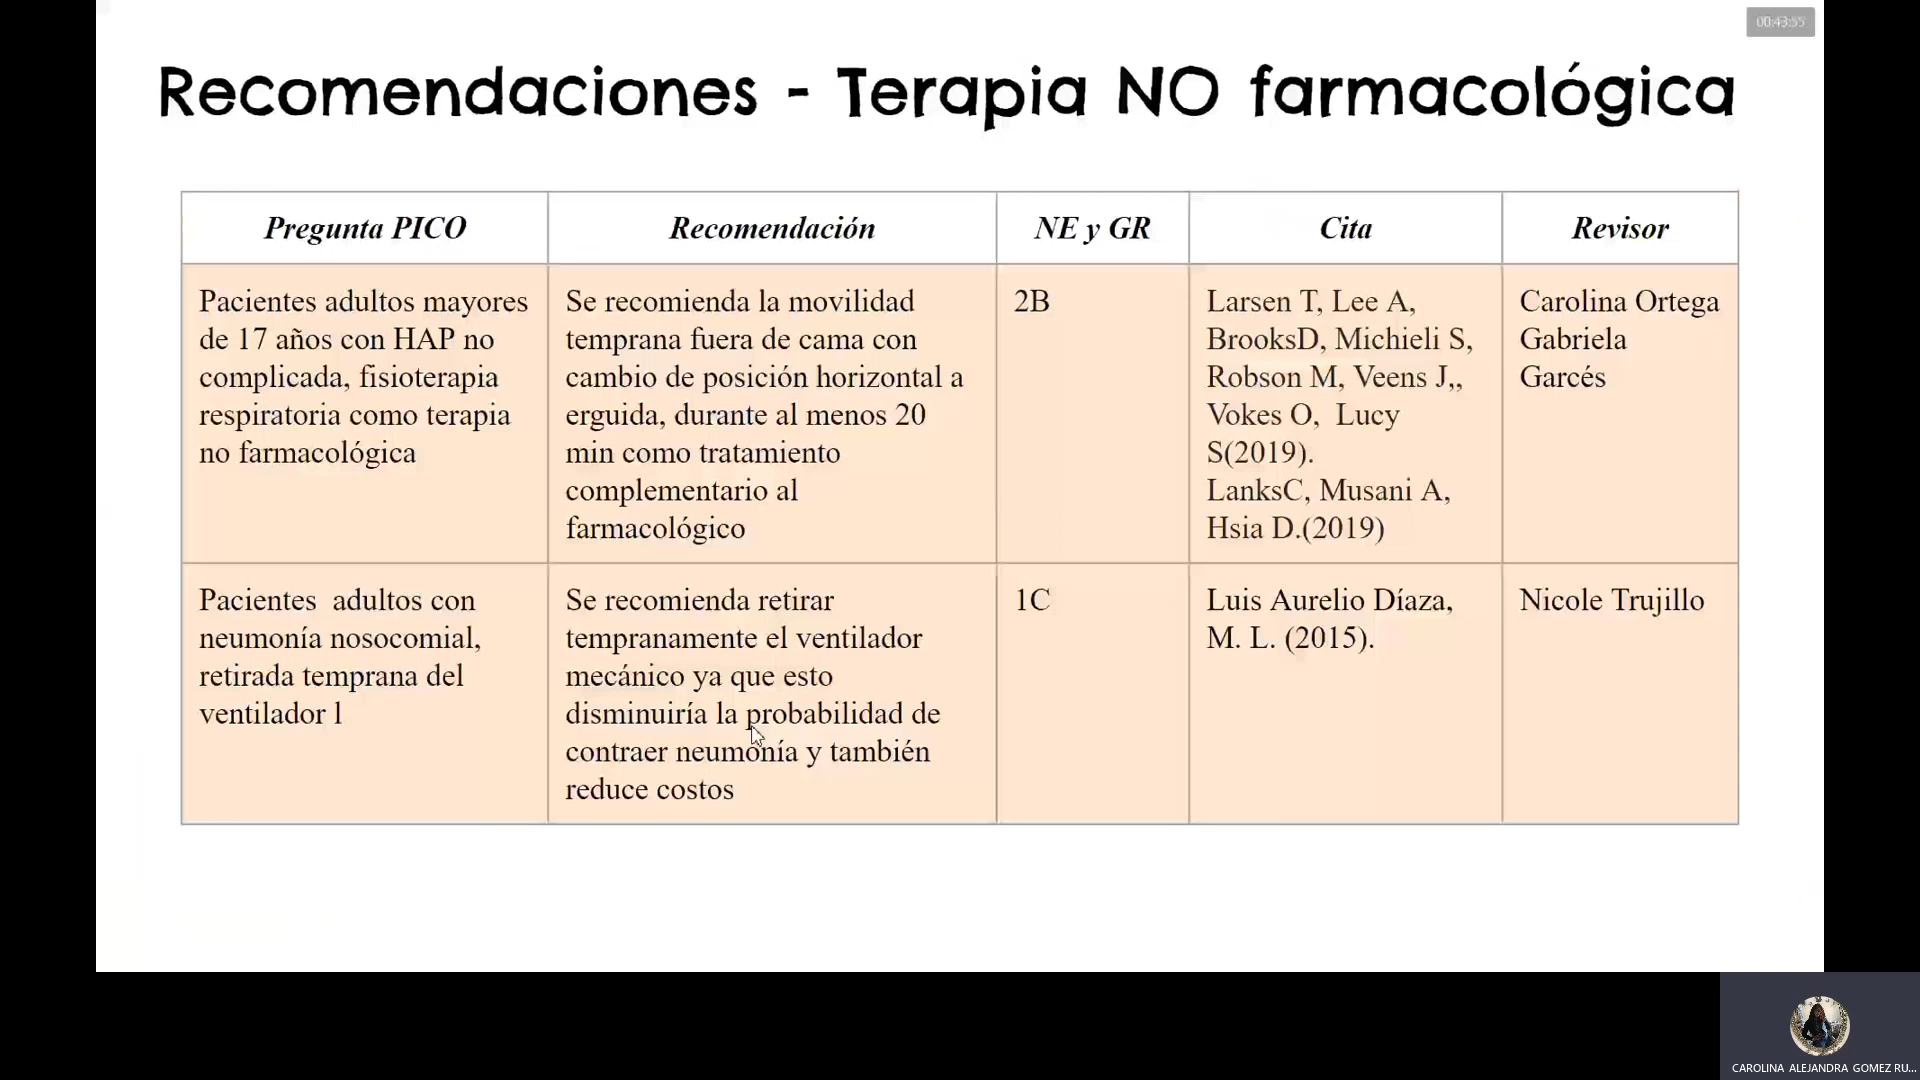 00:43:55
Recomendaciones - Terapia NO farmacológica
Pregunta PICO
Recomendación
NE y GR
Cita
Revisor
Pacientes adultos mayores
de 17 años con HAP no
complicada, fisioterapia
respiratoria como terapia
no farmacológica
Se recomienda la movilidad
temprana fuera de cama con
cambio de posición horizontal a
erguida, durante al menos 20
min como tratamiento
complementario al
farmacológico
2B
Larsen T, Lee A,
BrooksD, Michieli S,
Robson M, Veens J,,
Vokes O,  Lucy
S(2019).
LanksC, Musani A,
Hsia D.(2019)
Carolina Ortega
Gabriela
Garcés
Pacientes  adultos con
neumonía nosocomial,
retirada temprana del
ventilador l
Se recomienda retirar
tempranamente el ventilador
mecánico ya que esto
disminuiría la probabilidad de
contraer neumonía y también
reduce costos
1C
Luis Aurelio Díaza,
M. L. (2015).
Nicole Trujillo
CAROLINA ALEJANDRA GOMEZ RU...